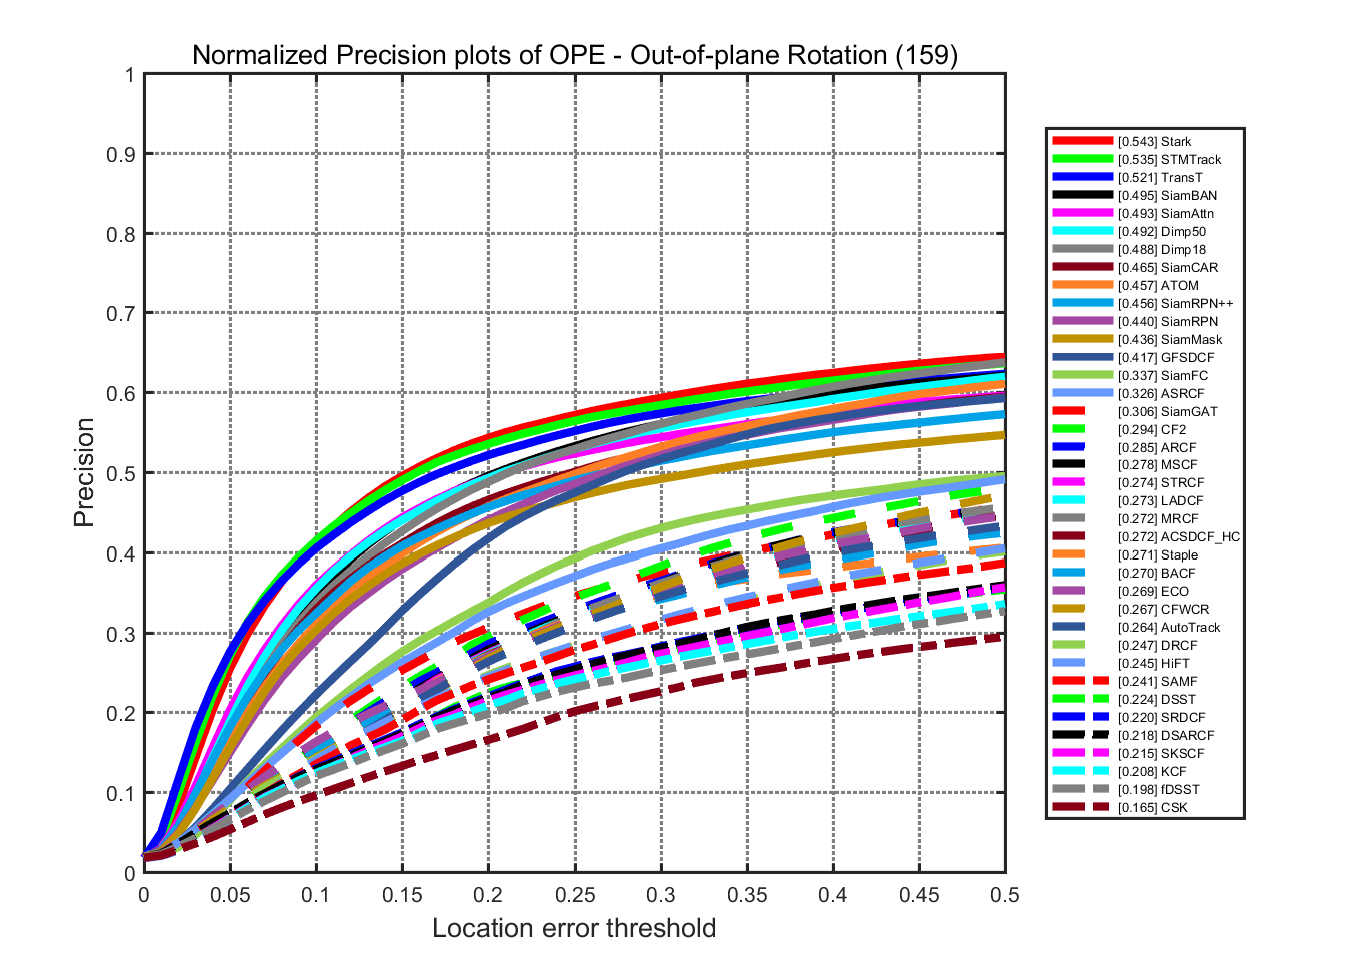 Normalized Precision plots of OPE - Out-of-plane Rotation (159)
1
0.9
0.8
0.7
0.6
0.5
0.4
0.3
0.2
0.1
0
Precision
0 0.05 0.1 0.15 0.2 0.25 0.3 0.35 0.4 0.45 0.5
Location error threshold
[0.543] Stark
[0.535] STMTrack
[0.521] TransT
[0.495] SiamBAN
[0.493] SiamAttn
[0.492] Dimp50
[0.488] Dimp18
[0.465] SiamCAR
[0.457] ATOM
[0.456] SiamRPN++
[0.440] SiamRPN
[0.436] SiamMask
[0.417] GFSDCF
[0.337] SiamFC
[0.326] ASRCF
[0.306] SiamGAT
[0.294] CF2
[0.285] ARCF
[0.278] MSCF
[0.274] STRCF
[0.273] LADCF
[0.272] MRCF
[0.272] ACSDCF_HC
[0.271] Staple
[0.270] BACF
[0.269] ECO
[0.267] CFWCR
[0.264] AutoTrack
[0.247] DRCF
[0.245] HiFT
[0.241] SAMF
[0.224] DSST
[0.220] SRDCF
[0.218] DSARCF
[0.215] SKSCF
[0.208] KCF
[0.198] fDSST
[0.165] CSK